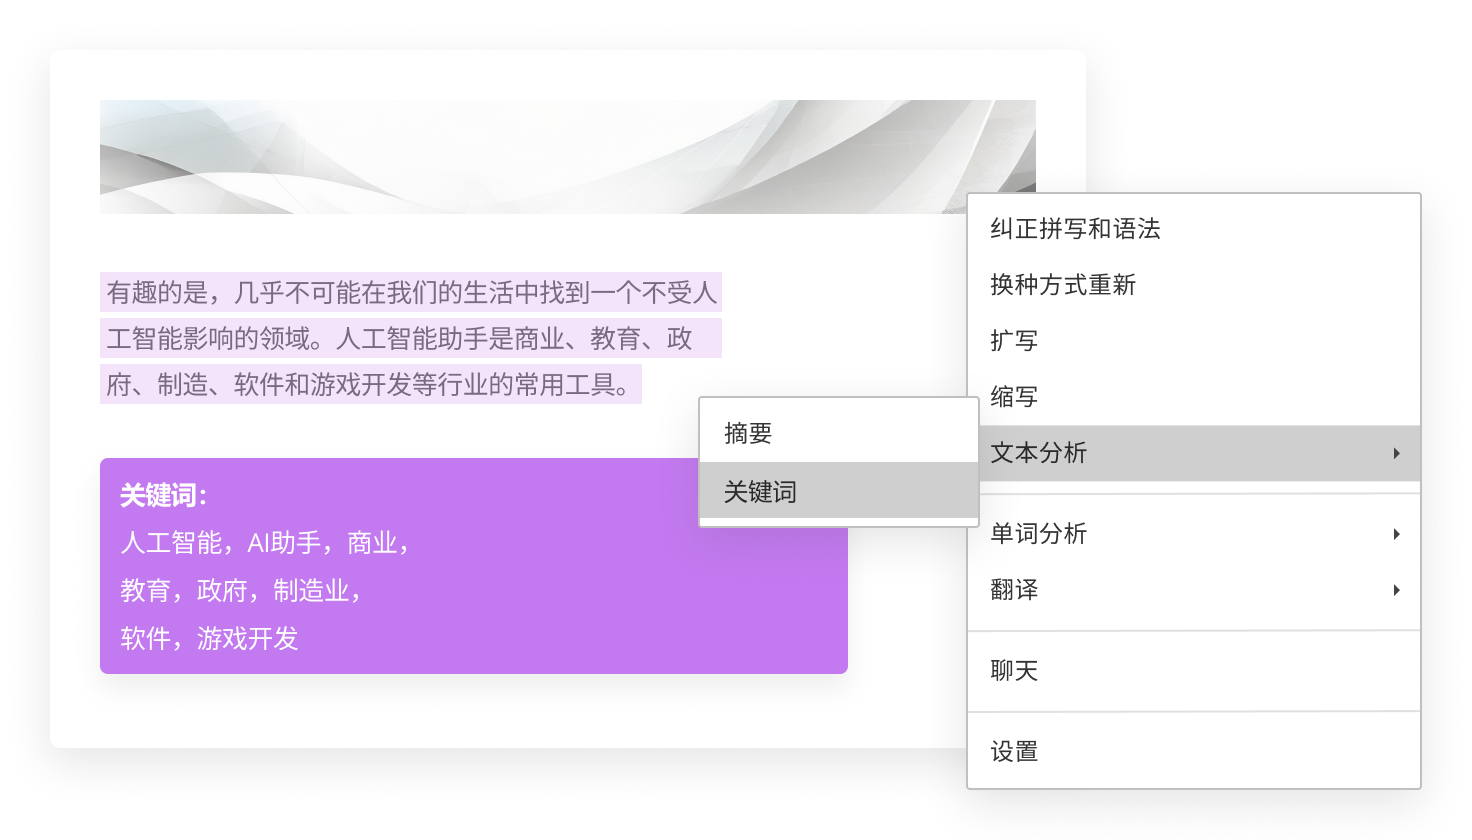 有趣的是，几乎不可能在我们的生活中找到一个不受人
工智能影响的领域。人工智能助手是商业、教育、政
府、制造、软件和游戏开发等行业的常用工具。
关键词：
人工智能，AI助手，商业，
教育，政府，制造业，
软件，游戏开发
摘要
关键词
纠正拼写和语法
换种方式重新
扩写
缩写
文本分析
单词分析
翻译
聊天
设置